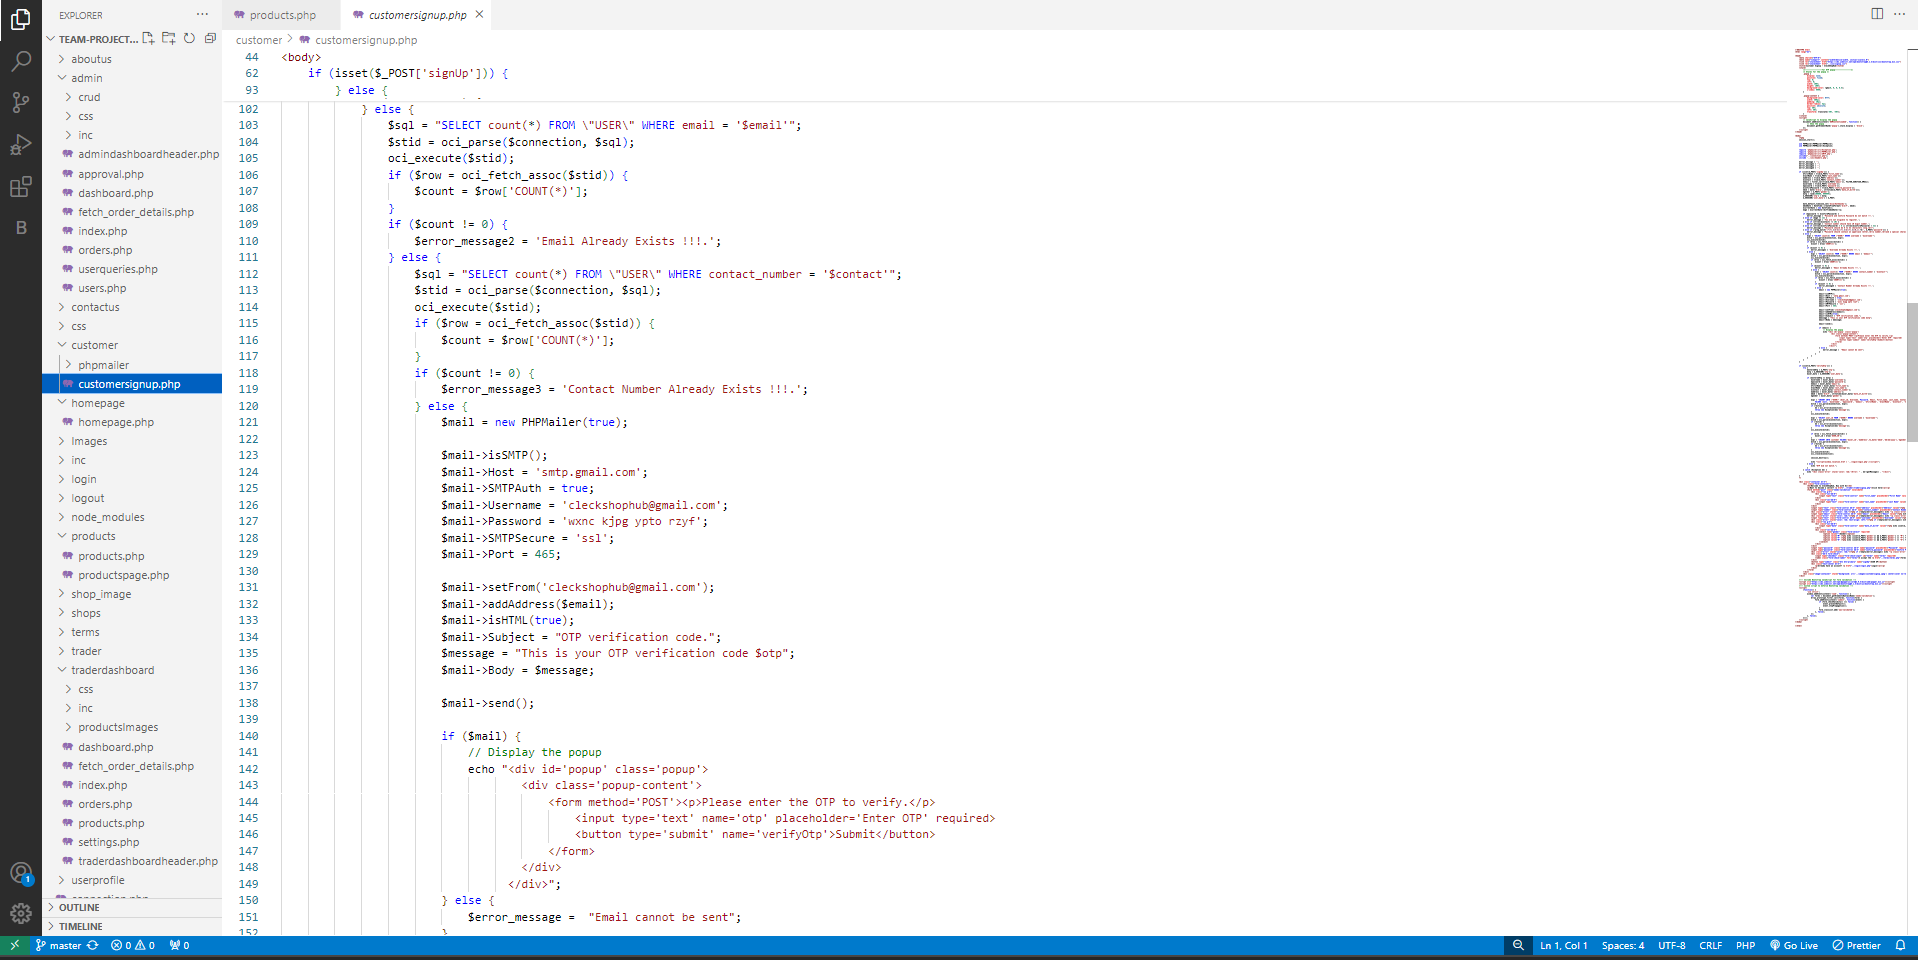 EXPLORER
products.php
customersignup.php
TEAM-PROJECT...
customer > customersignup.php
aboutus
admin
crud
css
inc
admindashboardheader.php
approval.php
dashboard.php
fetch_order_details.php
index.php
orders.php
userqueries.php
users.php
contactus
css
customer
phpmailer
customersignup.php
homepage
homepage.php
Images
inc
login
logout
node_modules
products
products.php
productspage.php
shop_image
shops
terms
trader
traderdashboard
css
inc
productsImages
dashboard.php
fetch_order_details.php
index.php
orders.php
products.php
settings.php
traderdashboardheader.php
userprofile
OUTLINE
TIMELINE
44 <body>
62 if (isset($_POST['signUp'])) {
93 } else {
102 } else {
103 $sql = "SELECT count(*) FROM \"USER\" WHERE email = '$email'";
104 $stid = oci_parse($connection, $sql);
105 oci_execute($stid);
106 if ($row = oci_fetch_assoc($stid)) {
107 $count = $row['COUNT(*)'];
108 }
109 if ($count != 0) {
110 $error_message2 = 'Email Already Exists !!!.';
111 } else {
112 $sql = "SELECT count(*) FROM \"USER\" WHERE contact_number = '$contact'";
113 $stid = oci_parse($connection, $sql);
114 oci_execute($stid);
115 if ($row = oci_fetch_assoc($stid)) {
116 $count = $row['COUNT(*)'];
117 }
118 if ($count != 0) {
119 $error_message3 = 'Contact Number Already Exists !!!.';
120 } else {
121 $mail = new PHPMailer(true);
122
123 $mail->isSMTP();
124 $mail->Host = 'smtp.gmail.com';
125 $mail->SMTPAuth = true;
126 $mail->Username = 'cleckshophub@gmail.com';
127 $mail->Password = 'wxnc kjpg ypto rzyf';
128 $mail->SMTPSecure = 'ssl';
129 $mail->Port = 465;
130
131 $mail->setFrom('cleckshophub@gmail.com');
132 $mail->addAddress($email);
133 $mail->isHTML(true);
134 $mail->Subject = "OTP verification code.";
135 $message = "This is your OTP verification code $otp";
136 $mail->Body = $message;
137
138 $mail->send();
139
140 if ($mail) {
141 // Display the popup
142 echo "<div id='popup' class='popup'>
143 <div class='popup-content'>
144 <form method='POST'><p>Please enter the OTP to verify.</p>
145 <input type='text' name='otp' placeholder='Enter OTP' required>
146 <button type='submit' name='verifyOtp'>Submit</button>
147 </form>
148 </div>
149 </div>";
150 } else {
151 $error_message = "Email cannot be sent";
152 }
1
master 0 0 0
Ln 1, Col 1 Spaces: 4 UTF-8 CRLF PHP Go Live Prettier